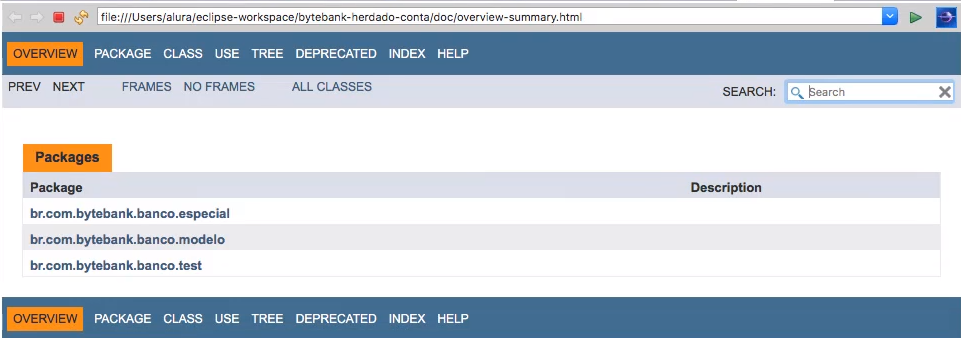 file:///Users/alura/eclipse-workspace/bytebank-herdado-conta/doc/overview-summary.html
OVERVIEW PACKAGE CLASS USE TREE DEPRECATED INDEX HELP
PREV NEXT FRAMES NO FRAMES ALL CLASSES SEARCH: Search
Packages
Package Description
br.com.bytebank.banco.especial
br.com.bytebank.banco.modelo
br.com.bytebank.banco.test
OVERVIEW PACKAGE CLASS USE TREE DEPRECATED INDEX HELP